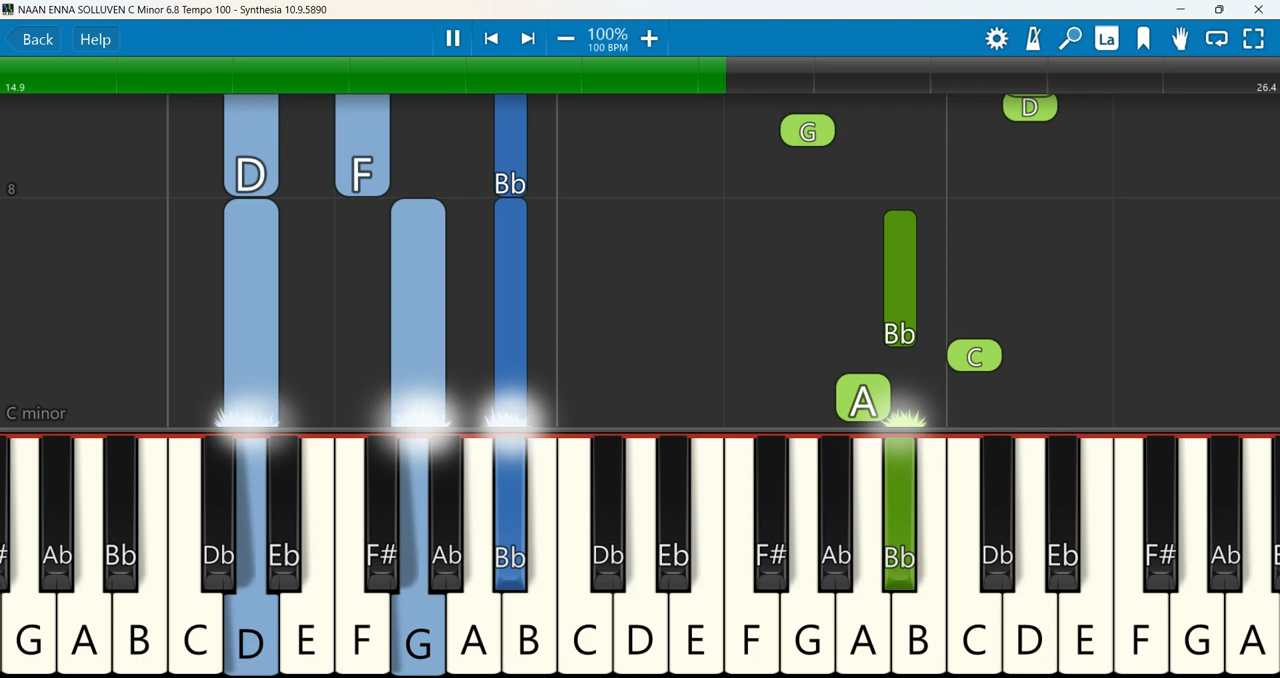 NAAN ENNA SOLLUVEN C Minor 6.8 Tempo 100 - Synthesia 10.9.5890
Back Help 100% La
100 BPM
14.9 26.4
D
G
D F Bb
8
Bb
C
A
C minor
# Ab Bb Db Eb F# Ab Bb Db Eb F# Ab Bb Db Eb F# Ab E
G A B C D E F G A B C D E F G A B C D E F G A